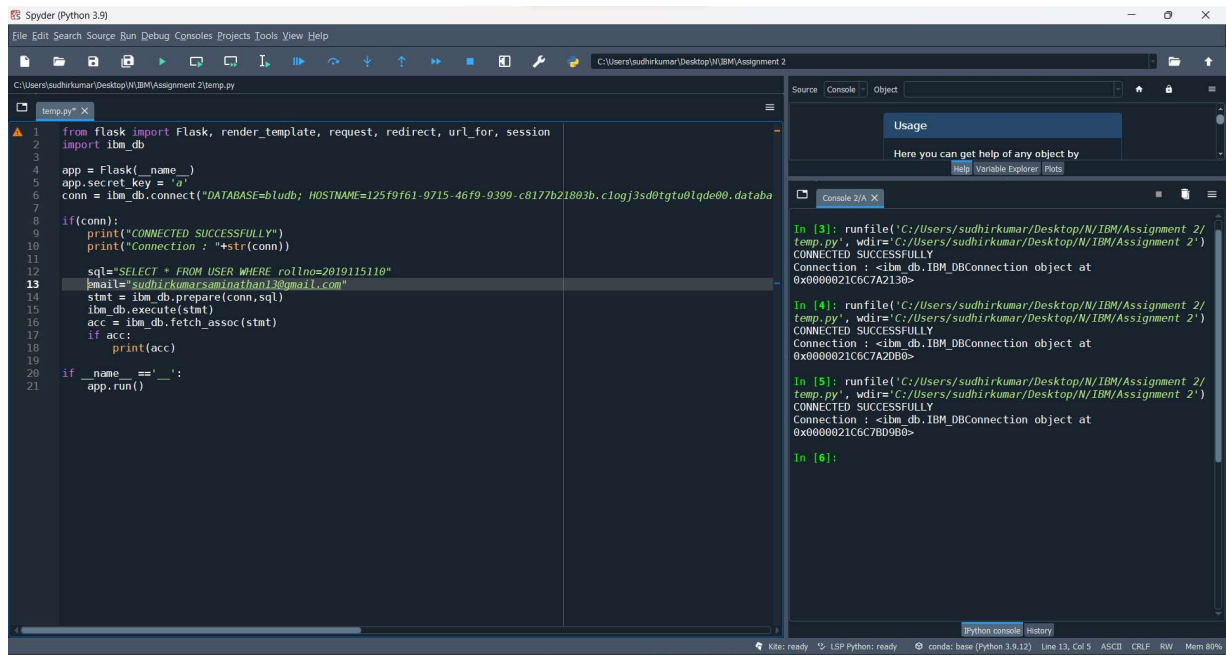 Spyder (Python 3.9)
File Edit Search Source Run Debug Consoles Projects Tools View Help
C:\Users\sudhirkumar\Desktop\N\IBM\Assignment 2
C:\Users\sudhirkumar\Desktop\N\IBM\Assignment 2\temp.py
temp.py*
1 from flask import Flask, render_template, request, redirect, url_for, session
2 import ibm_db
3
4 app = Flask(__name__)
5 app.secret_key = 'a'
6 conn = ibm_db.connect("DATABASE=bludb; HOSTNAME=125f9f61-9715-46f9-9399-c8177b21803b.c1ogj3sd0tgtu0lqde00.databa
7
8 if(conn):
9 print("CONNECTED SUCCESSFULLY")
10 print("Connection : "+str(conn))
11
12 sql="SELECT * FROM USER WHERE rollno=2019115110"
13 email="sudhirkumarsaminathan13@gmail.com"
14 stmt = ibm_db.prepare(conn,sql)
15 ibm_db.execute(stmt)
16 acc = ibm_db.fetch_assoc(stmt)
17 if acc:
18 print(acc)
19
20 if __name__ =='__':
21 app.run()
Source Console Object
Usage
Here you can get help of any object by
Help Variable Explorer Plots
Console 2/A
In [3]: runfile('C:/Users/sudhirkumar/Desktop/N/IBM/Assignment 2/
temp.py', wdir='C:/Users/sudhirkumar/Desktop/N/IBM/Assignment 2')
CONNECTED SUCCESSFULLY
Connection : <ibm_db.IBM_DBConnection object at
0x0000021C6C7A2130>
In [4]: runfile('C:/Users/sudhirkumar/Desktop/N/IBM/Assignment 2/
temp.py', wdir='C:/Users/sudhirkumar/Desktop/N/IBM/Assignment 2')
CONNECTED SUCCESSFULLY
Connection : <ibm_db.IBM_DBConnection object at
0x0000021C6C7A2DB0>
In [5]: runfile('C:/Users/sudhirkumar/Desktop/N/IBM/Assignment 2/
temp.py', wdir='C:/Users/sudhirkumar/Desktop/N/IBM/Assignment 2')
CONNECTED SUCCESSFULLY
Connection : <ibm_db.IBM_DBConnection object at
0x0000021C6C7BD9B0>
In [6]:
IPython console History
Kite: ready LSP Python: ready conda: base (Python 3.9.12) Line 13, Col 5 ASCII CRLF RW Mem 80%